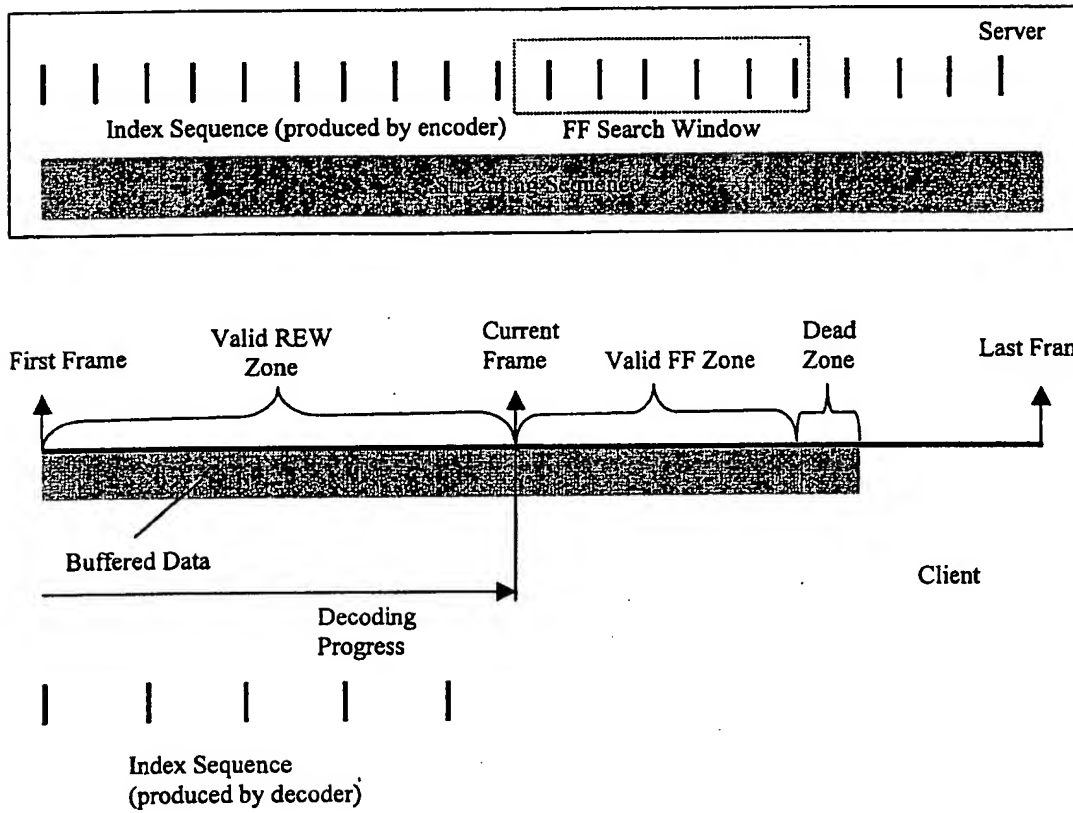 Server
Index Sequence (produced by encoder)
FF Search Window
Streaming Sequence
First Frame
Valid REW
Zone
Current
Frame
Valid FF Zone
Dead
Zone
Last Fram
Buffered Data
Client
Decoding
Progress
Index Sequence
(produced by decoder)